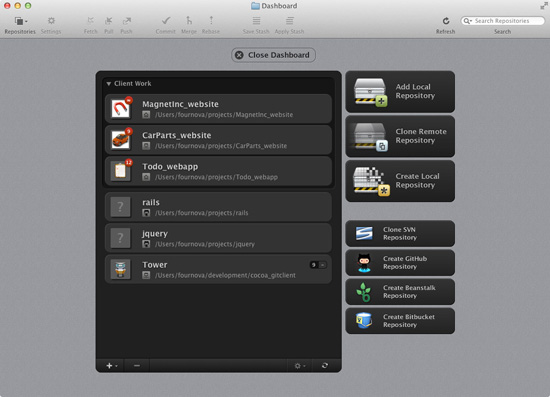 Dashboard
Repositories
Settings
Fetch
Pull
Push
Commit
Merge
Rebase
Save Stash
Apply Stash
Refresh
Search Repositories
Search
Close Dashboard
Client Work
MagnetInc_website
/Users/fournova/projects/MagnetInc_website
9
CarParts_website
/Users/fournova/projects/CarParts_website
12
Todo_webapp
/Users/fournova/projects/Todo_webapp
?
rails
/Users/fournova/projects/rails
?
jquery
/Users/fournova/projects/jquery
Tower
/Users/fournova/development/cocoa_gitclient
9
Add Local
Repository
Clone Remote
Repository
Create Local
Repository
Clone SVN
Repository
Create GitHub
Repository
Create Beanstalk
Repository
Create Bitbucket
Repository